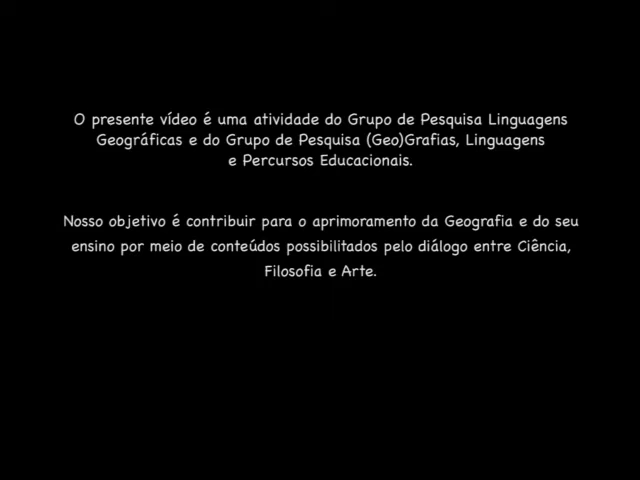 O presente vídeo é uma atividade do Grupo de Pesquisa Linguagens
Geográficas e do Grupo de Pesquisa (Geo)Grafias, Linguagens
e Percursos Educacionais.
Nosso objetivo é contribuir para o aprimoramento da Geografia e do seu
ensino por meio de conteúdos possibilitados pelo diálogo entre Ciência,
Filosofia e Arte.